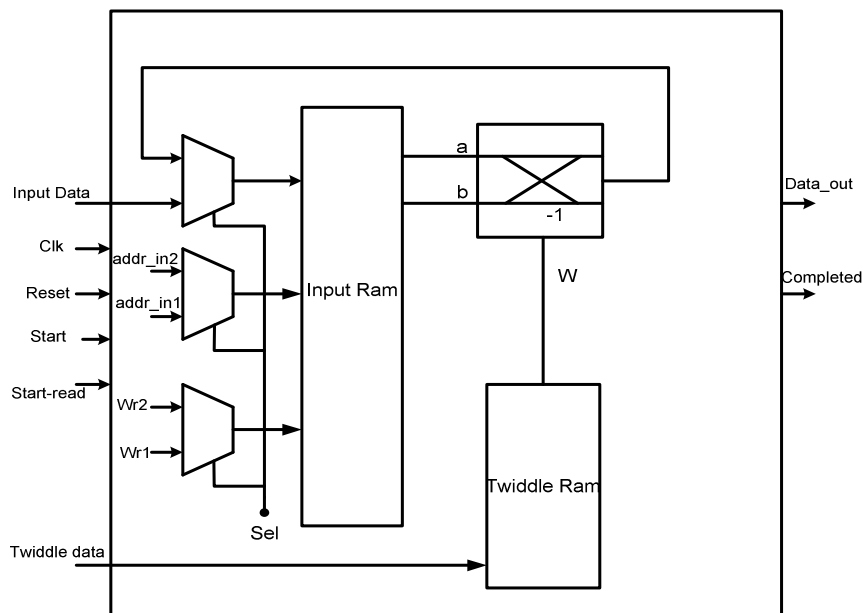 Input Data
Clk
Reset
Start
Start-read
Twiddle data
addr_in2
addr_in1
Wr2
Wr1
Sel
Input Ram
a
b
-1
W
Twiddle Ram
Data_out
Completed